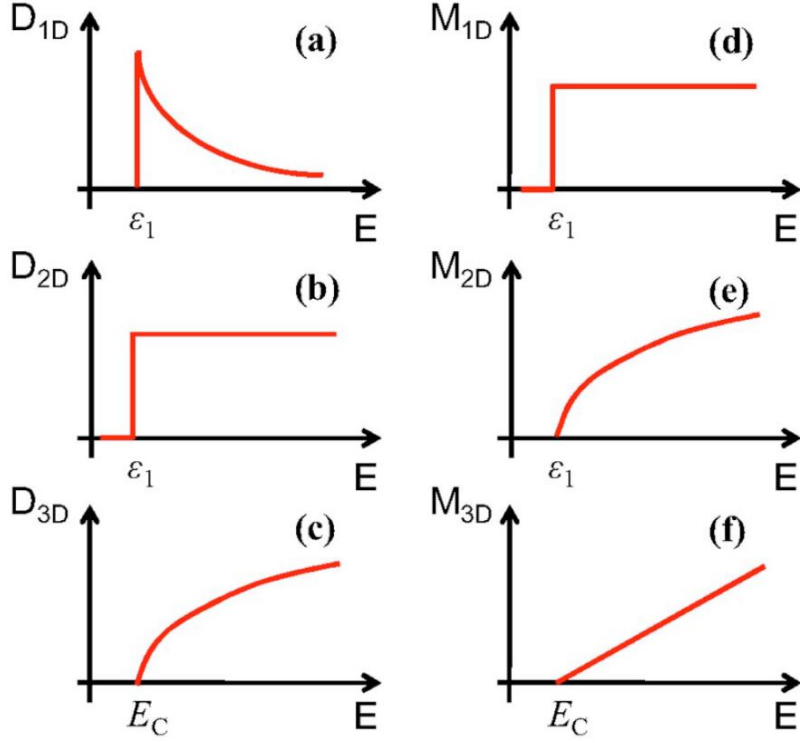 D1D (a) M1D (d)
ε1 E ε1 E
D2D (b) M2D (e)
ε1 E ε1 E
D3D (c) M3D (f)
EC E EC E